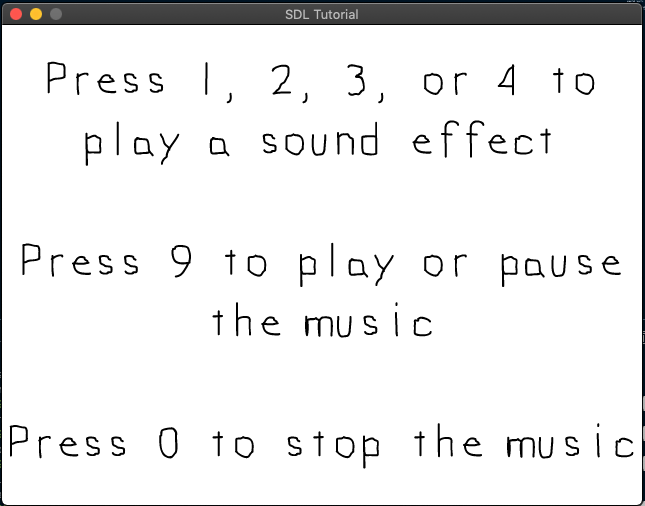 SDL Tutorial
Press 1, 2, 3, or 4 to
play a sound effect
Press 9 to play or pause
the music
Press 0 to stop the music